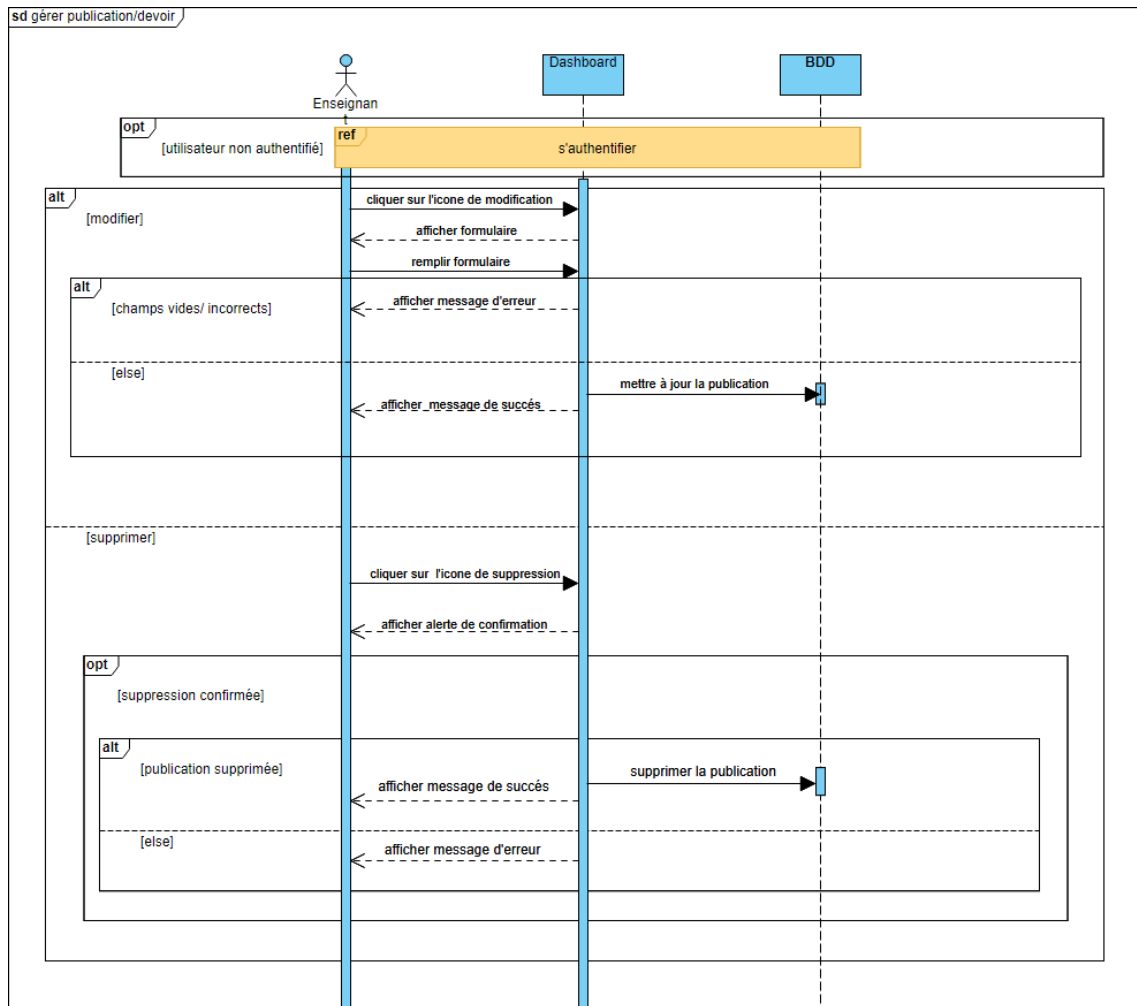 sd gérer publication/devoir
Dashboard
BDD
Enseignan
t
opt
[utilisateur non authentifié]
ref
s'authentifier
alt
[modifier]
cliquer sur l'icone de modification
afficher formulaire
remplir formulaire
alt
[champs vides/ incorrects]
afficher message d'erreur
[else]
mettre à jour la publication
afficher message de succés
[supprimer]
cliquer sur l'icone de suppression
afficher alerte de confirmation
opt
[suppression confirmée]
alt
[publication supprimée]
supprimer la publication
afficher message de succés
[else]
afficher message d'erreur